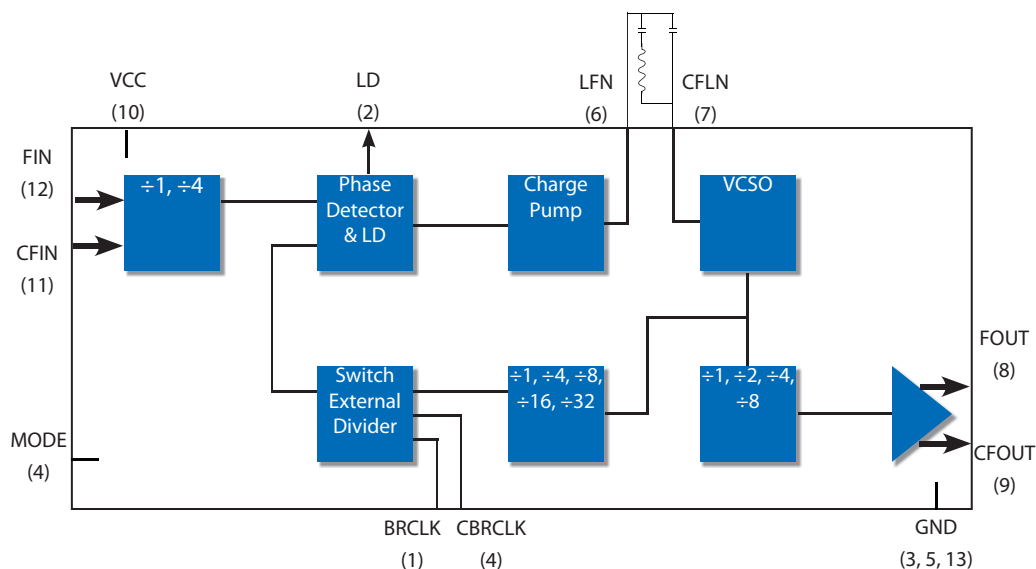 VCC
(10)
LD
(2)
LFN
(6)
CFLN
(7)
FIN
(12)
CFIN
(11)
÷1, ÷4
Phase
Detector
& LD
Charge
Pump
VCSO
Switch
External
Divider
÷1, ÷4, ÷8,
÷16, ÷32
÷1, ÷2, ÷4,
÷8
FOUT
(8)
CFOUT
(9)
MODE
(4)
BRCLK
(1)
CBRCLK
(4)
GND
(3, 5, 13)